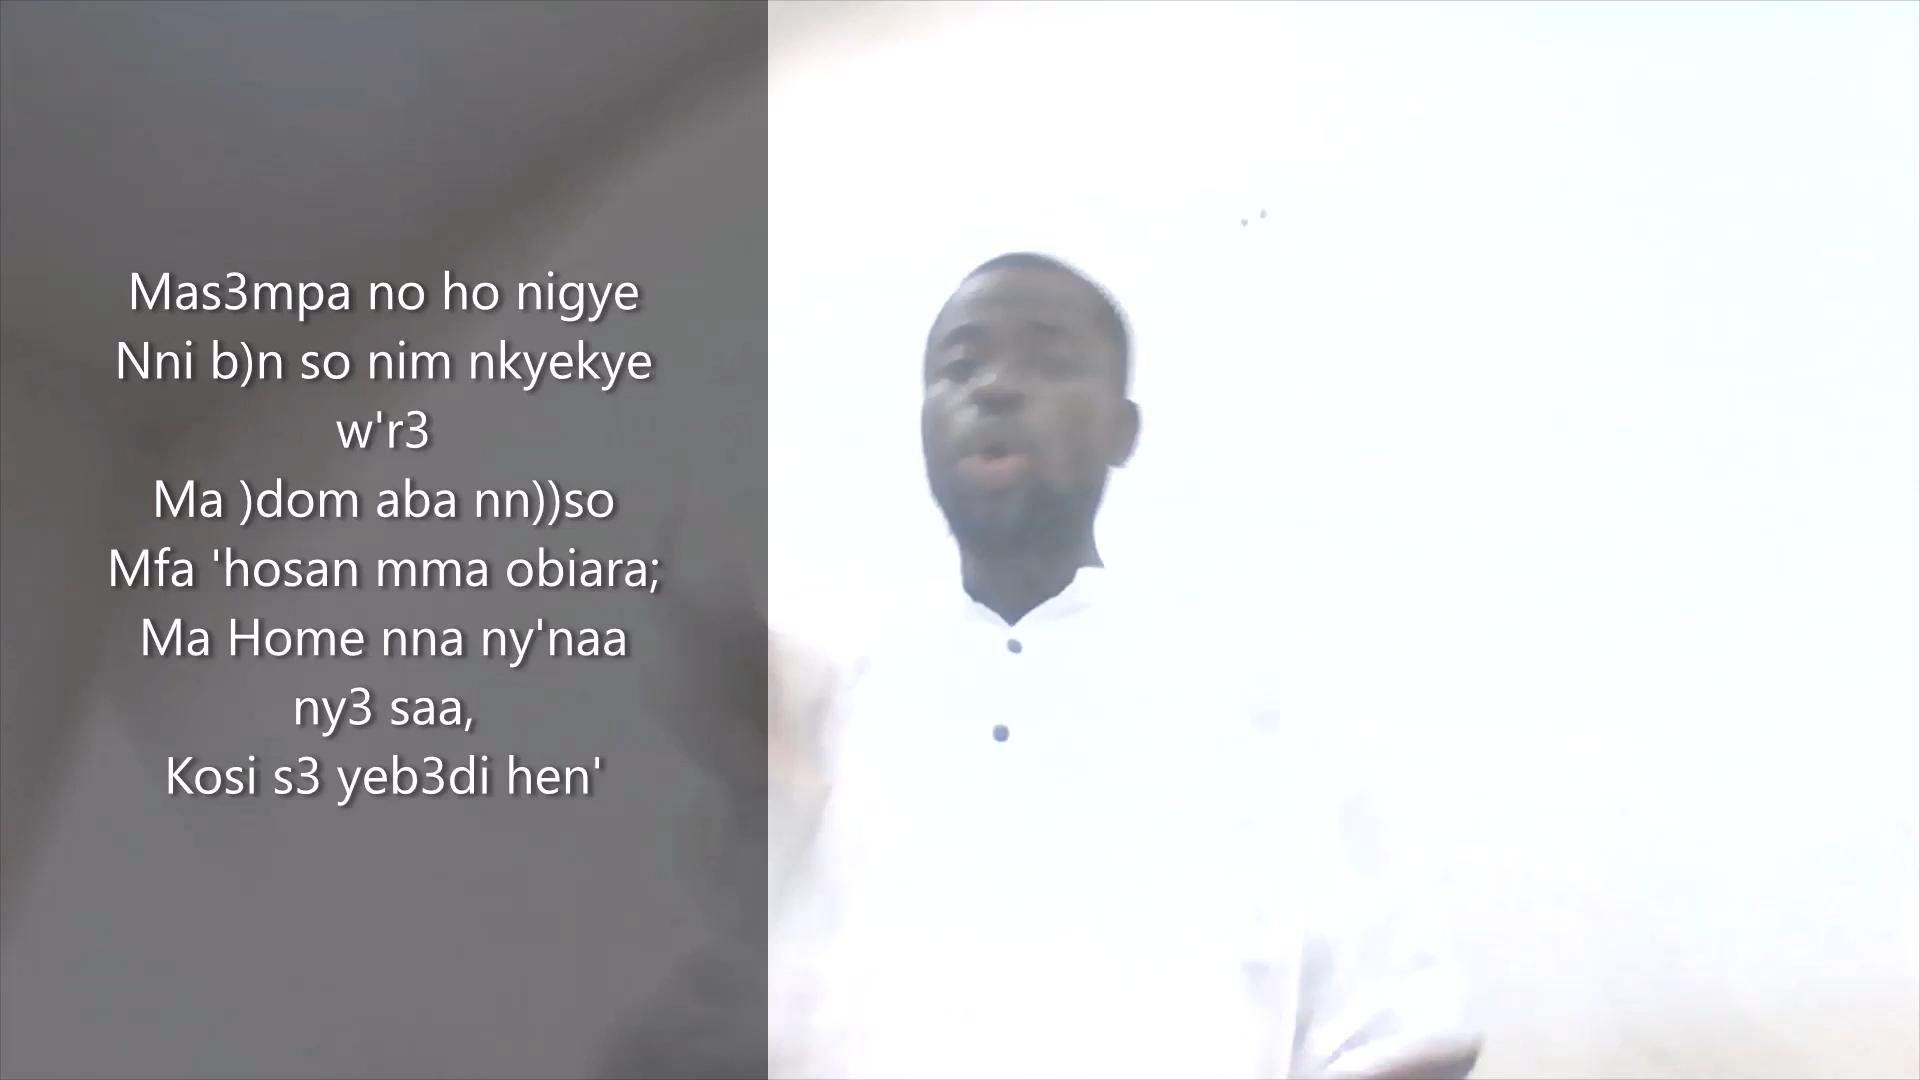 Mas3mpa no ho nigye
Nni b)n so nim nkyekye
w'r3
Ma )dom aba nn))so
Mfa 'hosan mma obiara;
Ma Home nna ny'naa
ny3 saa,
Kosi s3 yeb3di hen'